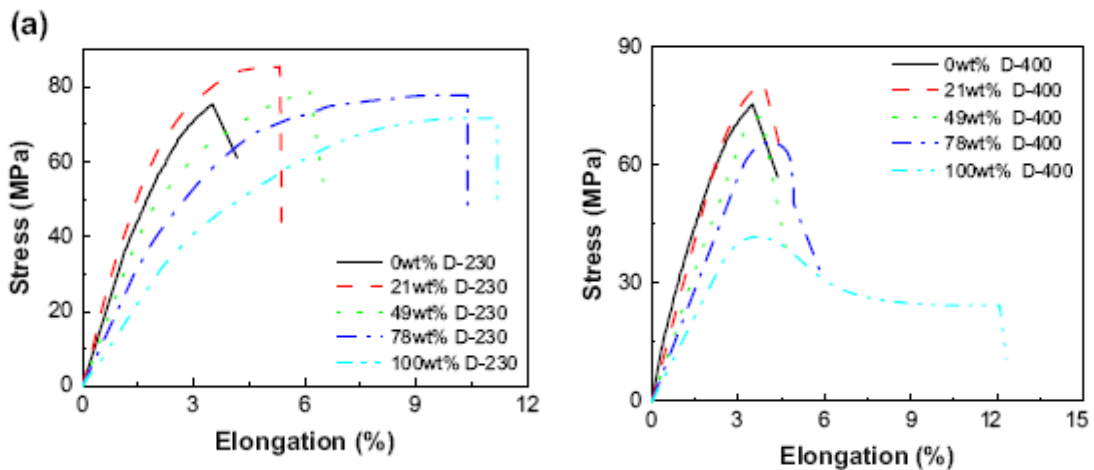 (a)
80
60
40
20
0
0
3
6
9
12
Stress (MPa)
Elongation (%)
0wt% D-230
21wt% D-230
49wt% D-230
78wt% D-230
100wt% D-230
90
60
30
0
0
3
6
9
12
15
Stress (MPa)
Elongation (%)
0wt% D-400
21wt% D-400
49wt% D-400
78wt% D-400
100wt% D-400